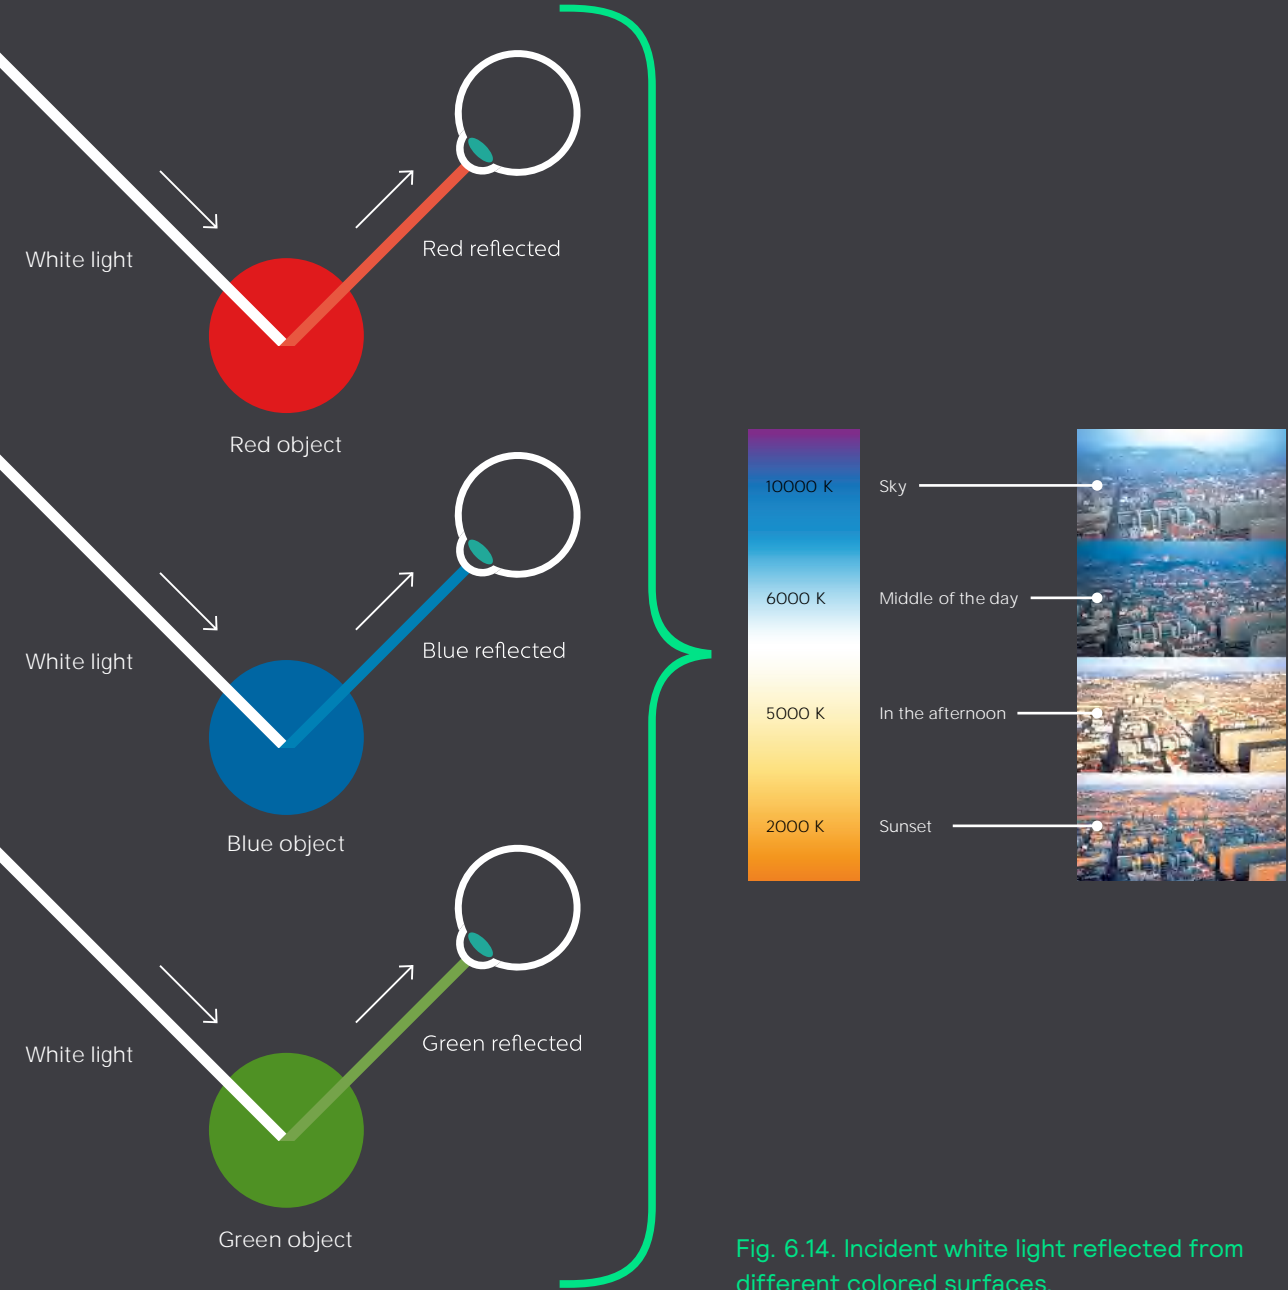 White light
Red reflected
Red object
White light
Blue reflected
Blue object
White light
Green reflected
Green object
10000 K
Sky
6000 K
Middle of the day
5000 K
In the afternoon
2000 K
Sunset
Fig. 6.14. Incident white light reflected from
different colored surfaces.